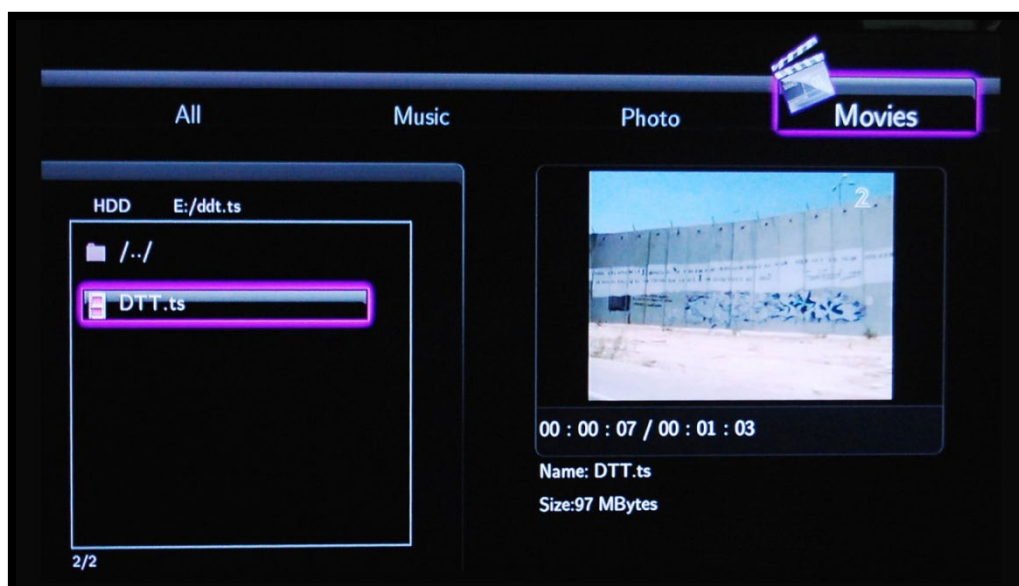 All Music Photo Movies
HDD E:/ddt.ts
/../
DTT.ts
2/2
2
00 : 00 : 07 / 00 : 01 : 03
Name: DTT.ts
Size:97 MBytes